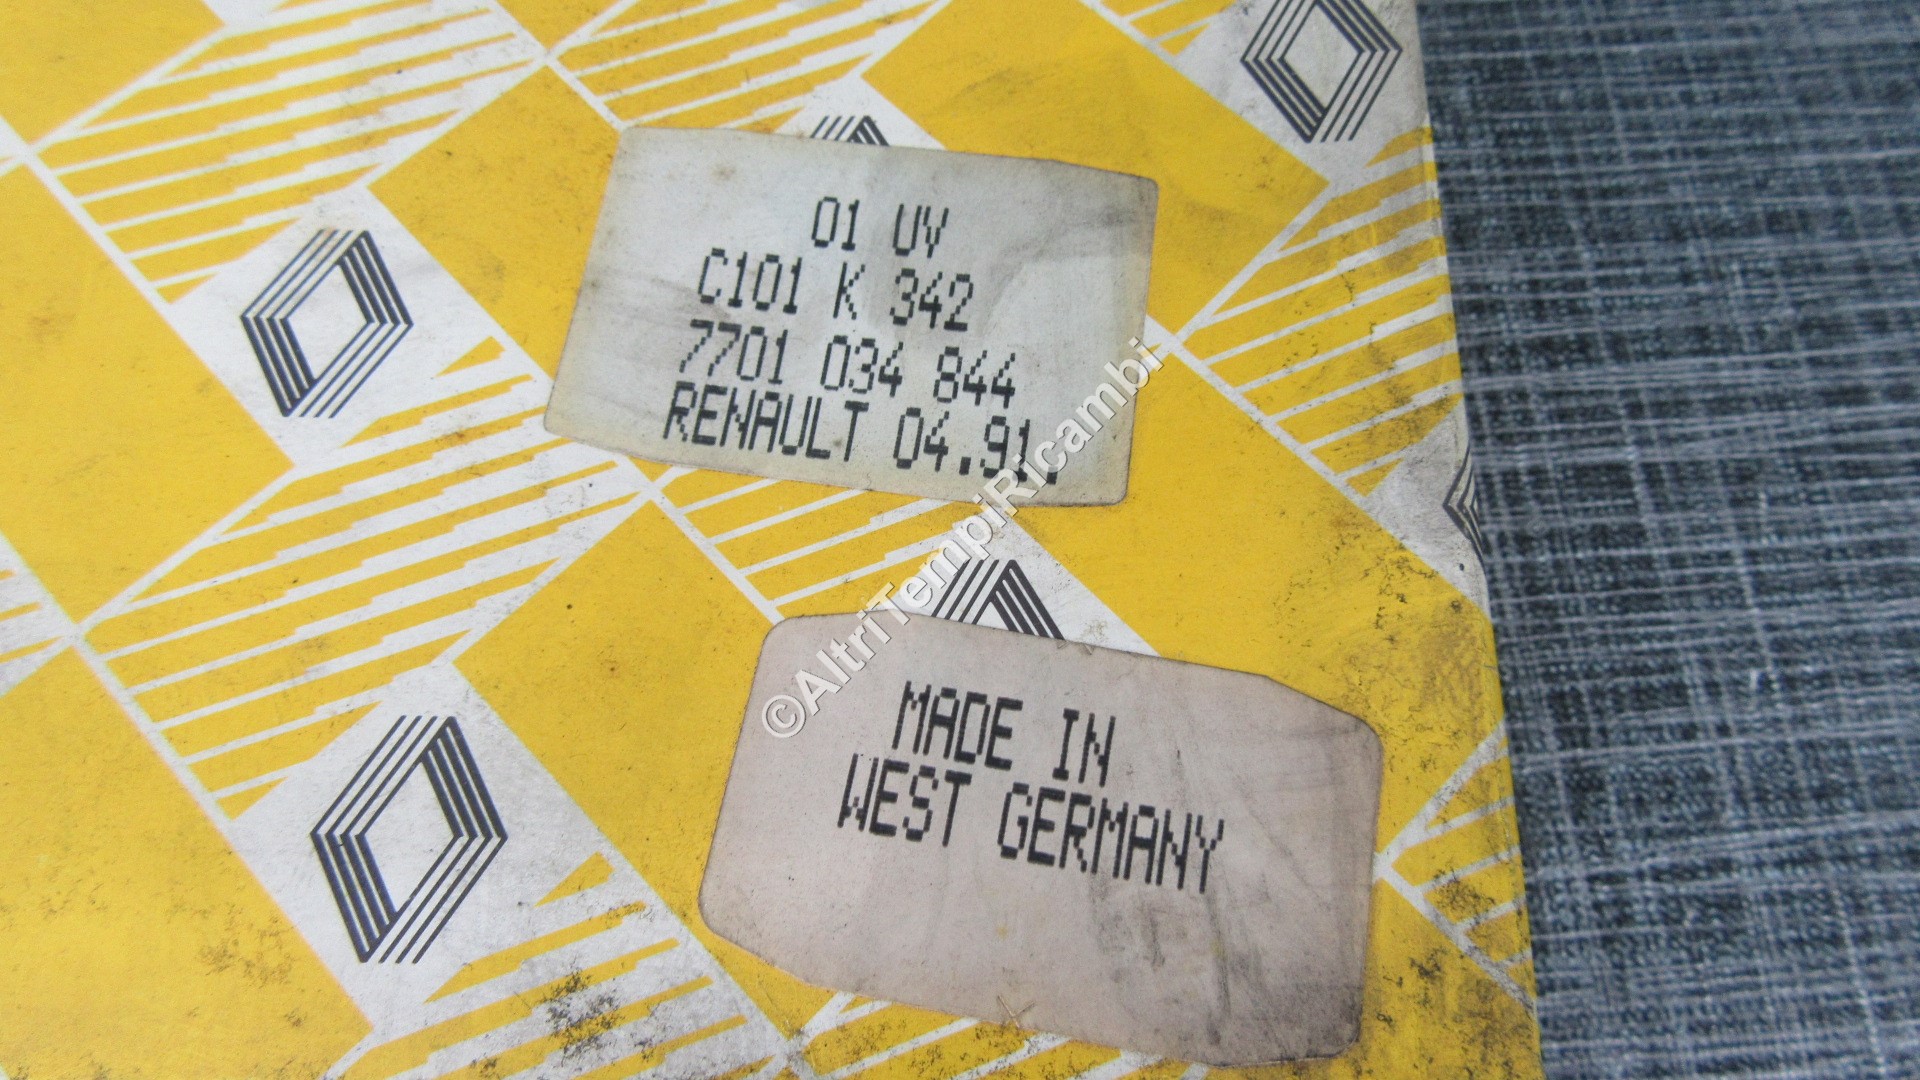 01 UV
C101 K 342
7701 034 844
RENAULT 04.91.
©AltriTempiRicambi
MADE IN
WEST GERMANY